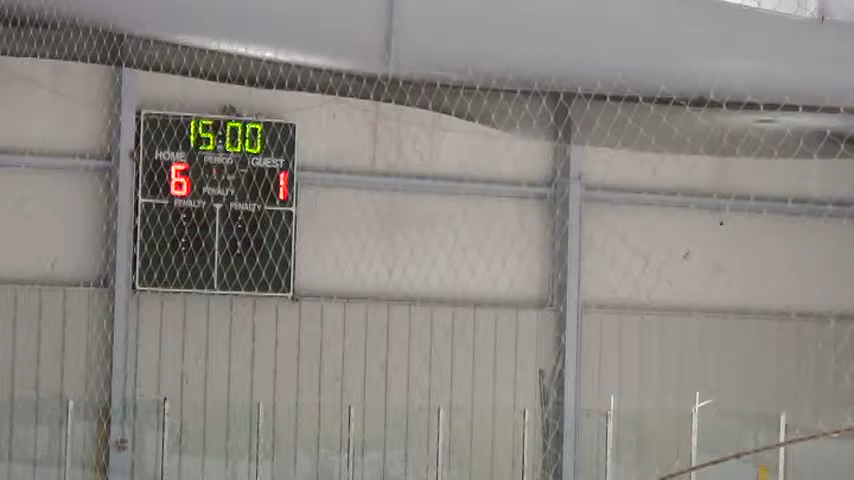 15:00
HOME PERIOD GUEST
6 1
PENALTY
PENALTY PENALTY